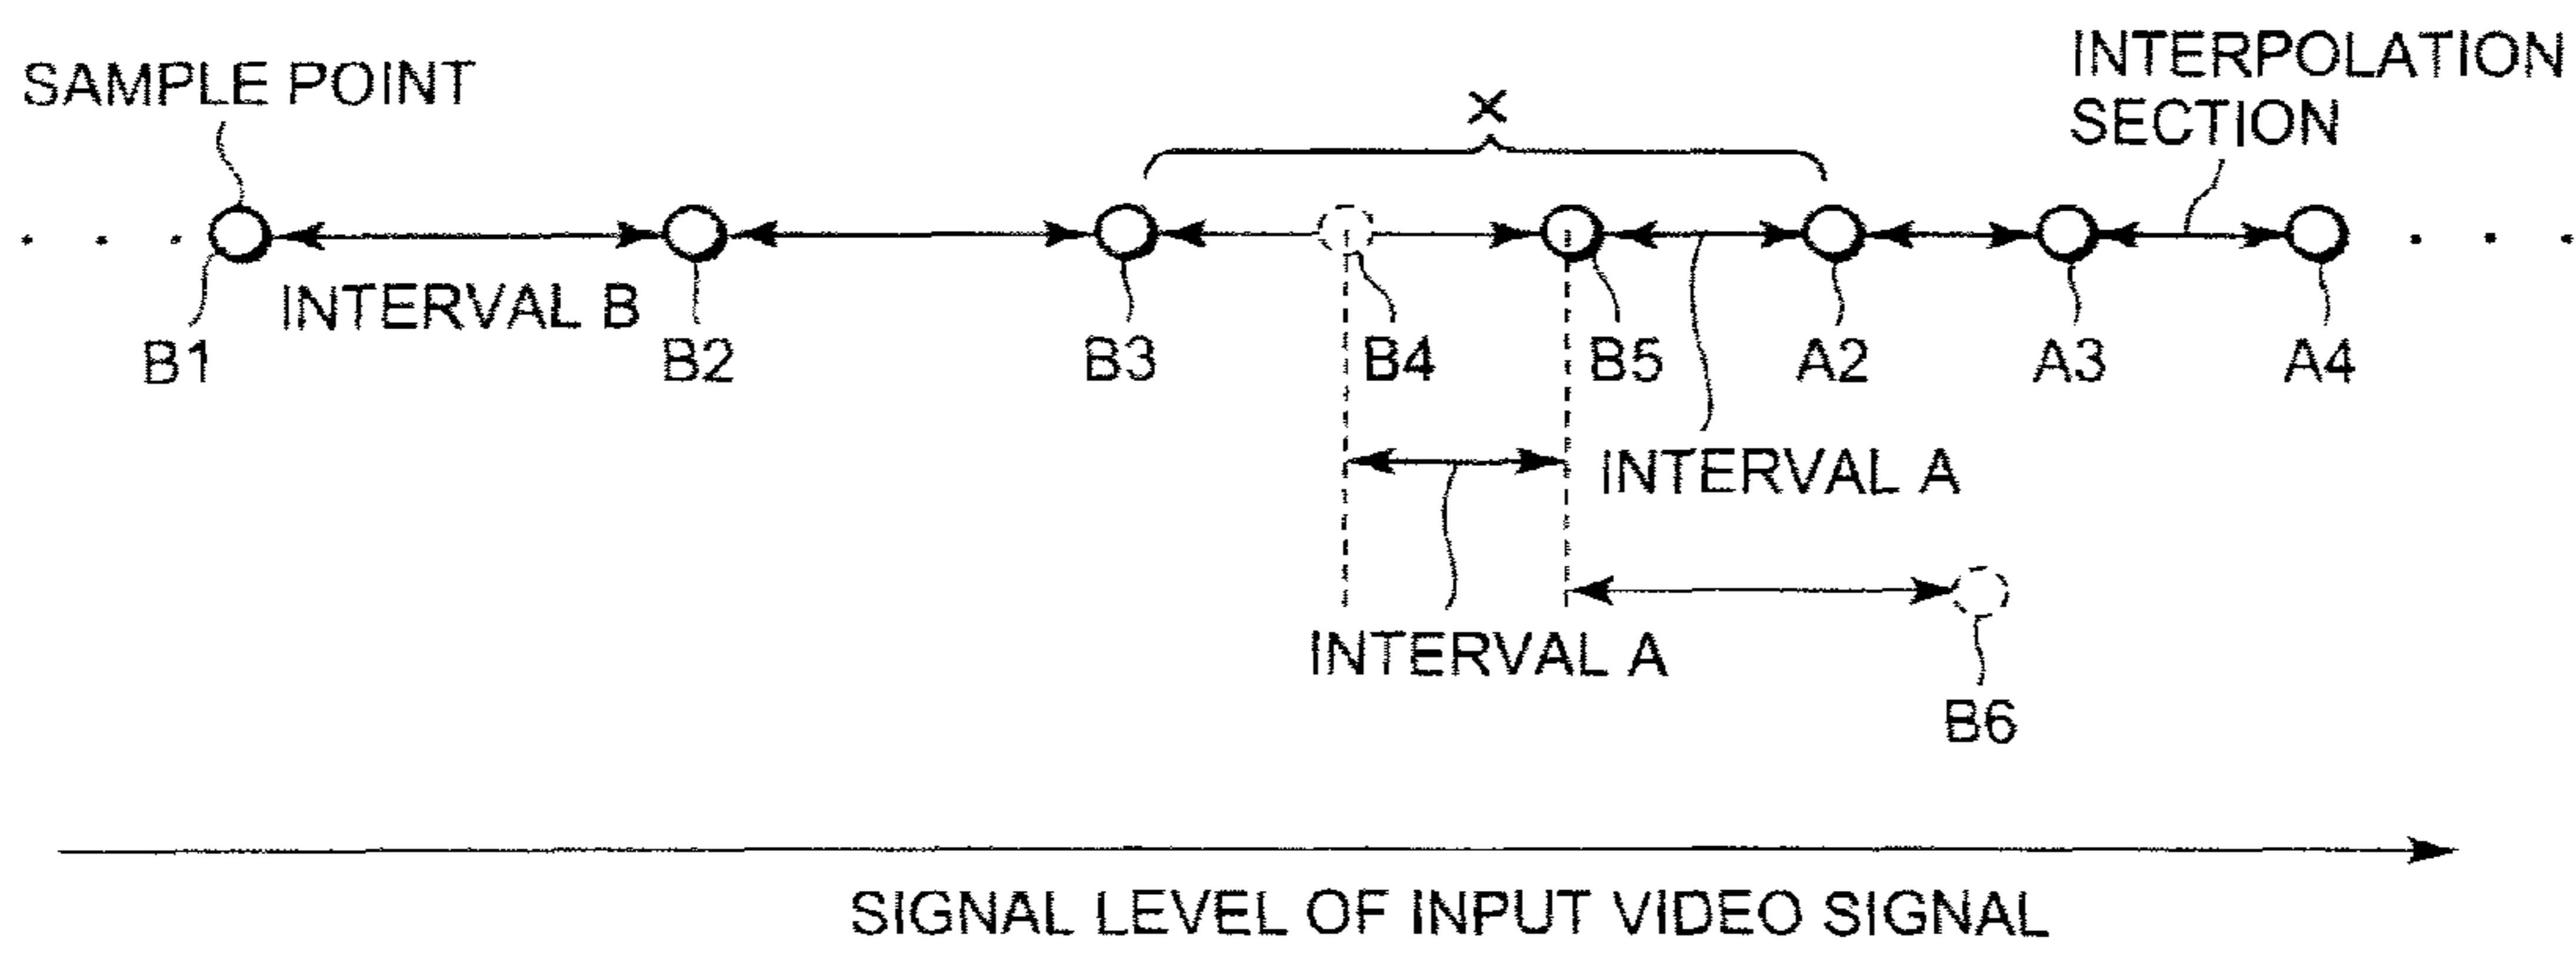 SAMPLE POINT
INTERPOLATION
SECTION
X
INTERVAL B
B1
B2
B3
B4
B5
A2
A3
A4
INTERVAL A
INTERVAL A
B6
SIGNAL LEVEL OF INPUT VIDEO SIGNAL